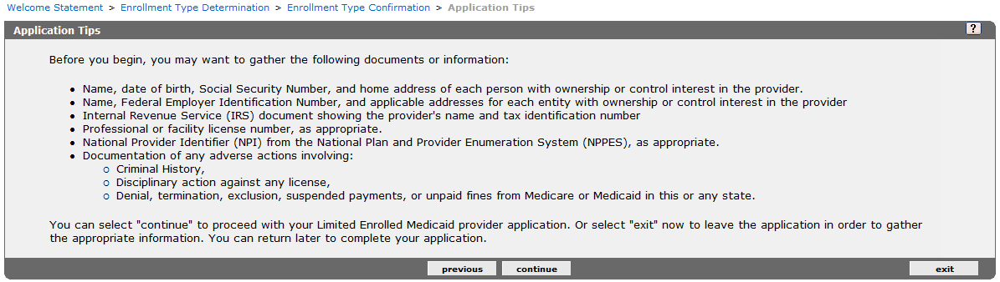 Welcome Statement > Enrollment Type Determination > Enrollment Type Confirmation > Application Tips
Application Tips ?
Before you begin, you may want to gather the following documents or information:
• Name, date of birth, Social Security Number, and home address of each person with ownership or control interest in the provider.
• Name, Federal Employer Identification Number, and applicable addresses for each entity with ownership or control interest in the provider
• Internal Revenue Service (IRS) document showing the provider's name and tax identification number
• Professional or facility license number, as appropriate.
• National Provider Identifier (NPI) from the National Plan and Provider Enumeration System (NPPES), as appropriate.
• Documentation of any adverse actions involving:
o Criminal History,
o Disciplinary action against any license,
o Denial, termination, exclusion, suspended payments, or unpaid fines from Medicare or Medicaid in this or any state.
You can select "continue" to proceed with your Limited Enrolled Medicaid provider application. Or select "exit" now to leave the application in order to gather
the appropriate information. You can return later to complete your application.
previous continue exit